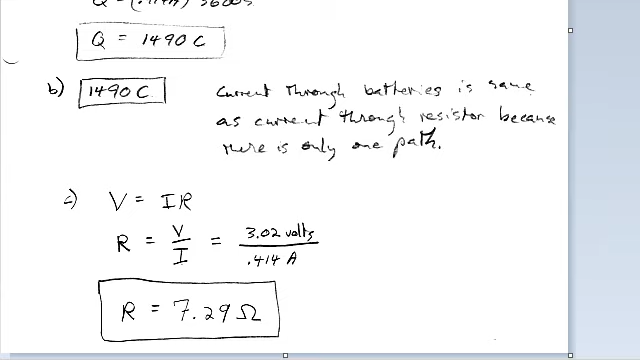 Q = 1490 C
b) 1490 C Current through batteries is same
as current through resistor because
there is only one path.
c) V = IR
R = V/I = 3.02 volts / .414 A
R = 7.29 Ω